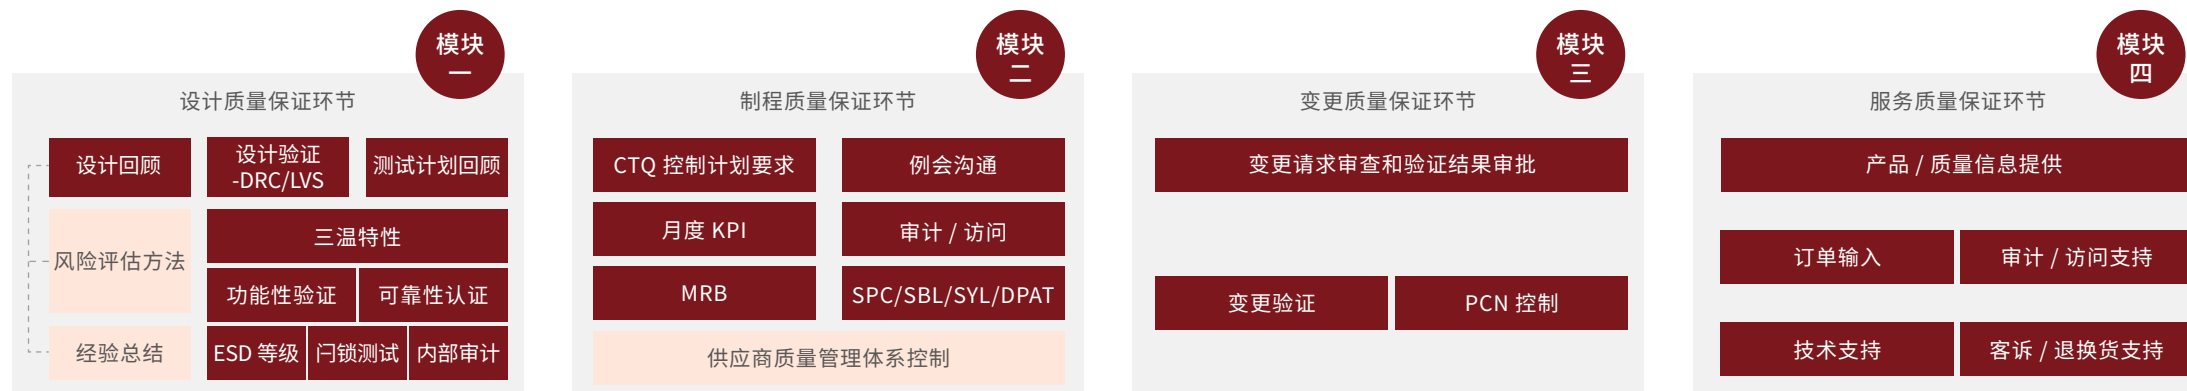 模块
一
设计质量保证环节
设计回顾
设计验证
-DRC/LVS
测试计划回顾
风险评估方法
三温特性
功能性验证
可靠性认证
经验总结
ESD 等级
闩锁测试
内部审计
模块
二
制程质量保证环节
CTQ 控制计划要求
例会沟通
月度 KPI
审计 / 访问
MRB
SPC/SBL/SYL/DPAT
供应商质量管理体系控制
模块
三
变更质量保证环节
变更请求审查和验证结果审批
变更验证
PCN 控制
模块
四
服务质量保证环节
产品 / 质量信息提供
订单输入
审计 / 访问支持
技术支持
客诉 / 退换货支持